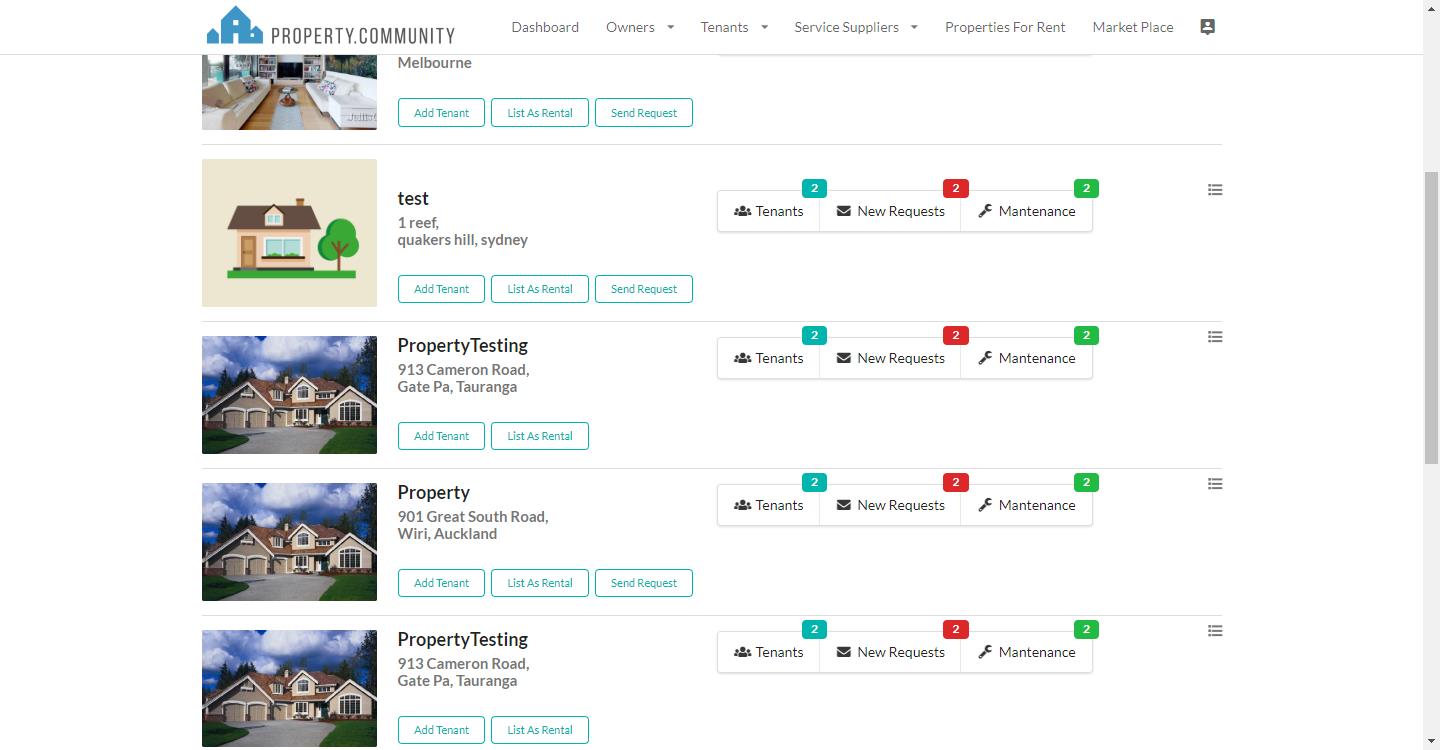 PROPERTY.COMMUNITY
Dashboard
Owners
Tenants
Service Suppliers
Properties For Rent
Market Place
Melbourne
Add Tenant
List As Rental
Send Request
test
1 reef,
quakers hill, sydney
2
Tenants
2
New Requests
2
Mantenance
Add Tenant
List As Rental
Send Request
PropertyTesting
913 Cameron Road,
Gate Pa, Tauranga
2
Tenants
2
New Requests
2
Mantenance
Add Tenant
List As Rental
Property
901 Great South Road,
Wiri, Auckland
2
Tenants
2
New Requests
2
Mantenance
Add Tenant
List As Rental
Send Request
PropertyTesting
913 Cameron Road,
Gate Pa, Tauranga
2
Tenants
2
New Requests
2
Mantenance
Add Tenant
List As Rental